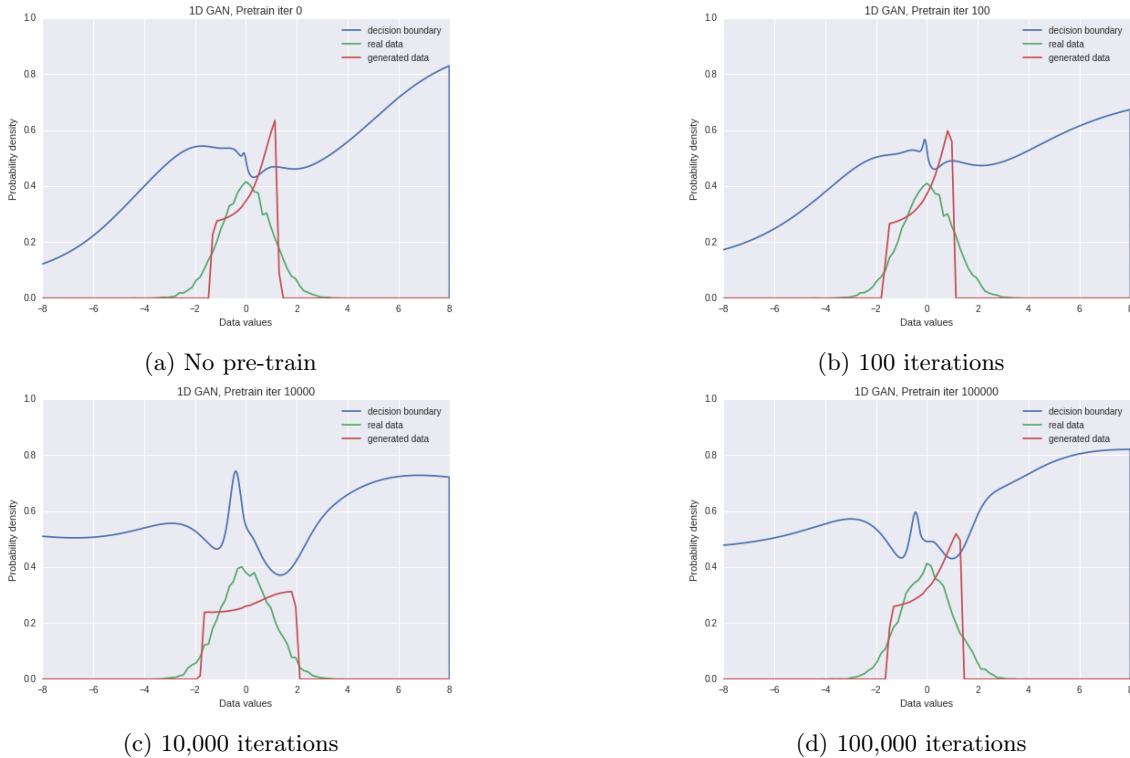 1D GAN, Pretrain iter 0
decision boundary
real data
generated data
Probability density
1.0
0.8
0.6
0.4
0.2
0.0
−8 −6 −4 −2 0 2 4 6 8
Data values
(a) No pre-train
1D GAN, Pretrain iter 100
decision boundary
real data
generated data
Probability density
1.0
0.8
0.6
0.4
0.2
0.0
−8 −6 −4 −2 0 2 4 6 8
Data values
(b) 100 iterations
1D GAN, Pretrain iter 10000
decision boundary
real data
generated data
Probability density
1.0
0.8
0.6
0.4
0.2
0.0
−8 −6 −4 −2 0 2 4 6 8
Data values
(c) 10,000 iterations
1D GAN, Pretrain iter 100000
decision boundary
real data
generated data
Probability density
1.0
0.8
0.6
0.4
0.2
0.0
−8 −6 −4 −2 0 2 4 6 8
Data values
(d) 100,000 iterations